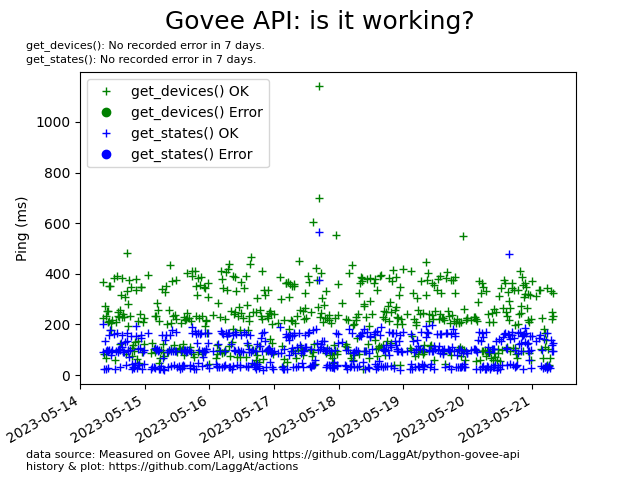 Govee API: is it working?
get_devices(): No recorded error in 7 days.
get_states(): No recorded error in 7 days.
get_devices() OK
get_devices() Error
get_states() OK
get_states() Error
Ping (ms)
1000
800
600
400
200
0
2023-05-14
2023-05-15
2023-05-16
2023-05-17
2023-05-18
2023-05-19
2023-05-20
2023-05-21
data source: Measured on Govee API, using https://github.com/LaggAt/python-govee-api
history & plot: https://github.com/LaggAt/actions